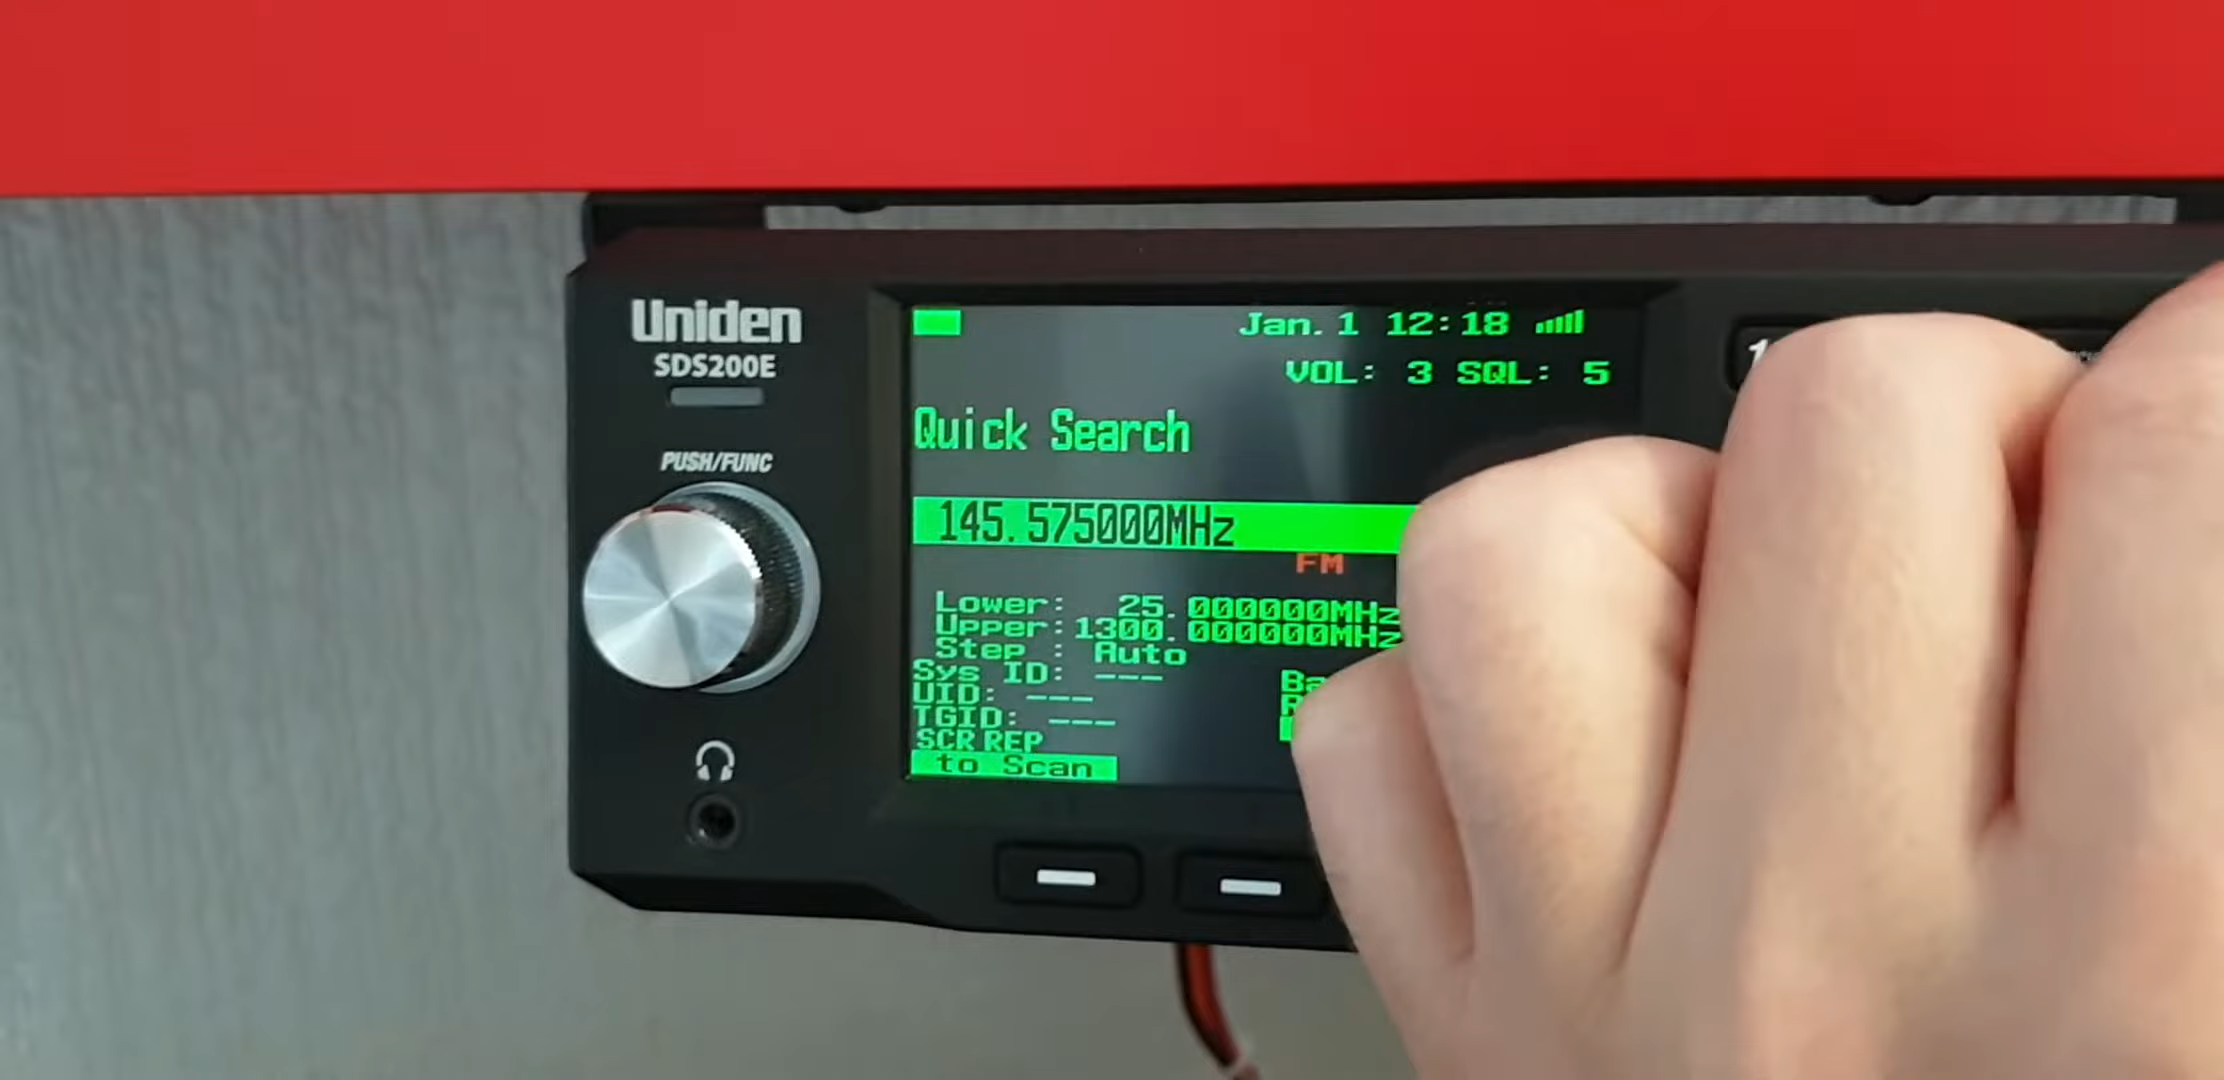 Uniden
SDS200E
PUSH/FUNC
Jan. 1 12:18
VOL: 3 SQL: 5
Quick Search
145.575000MHz
FM
Lower: 25.000000MHz
Upper:1300.000000MHz
Step : Auto
Sys ID: ---
UID: ---
TGID: ---
SCR REP
to Scan